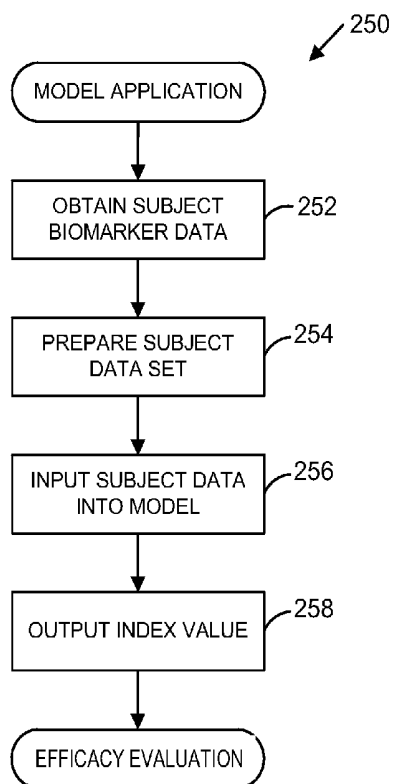 250
MODEL APPLICATION
OBTAIN SUBJECT
BIOMARKER DATA
252
PREPARE SUBJECT
DATA SET
254
INPUT SUBJECT DATA
INTO MODEL
256
OUTPUT INDEX VALUE
258
EFFICACY EVALUATION